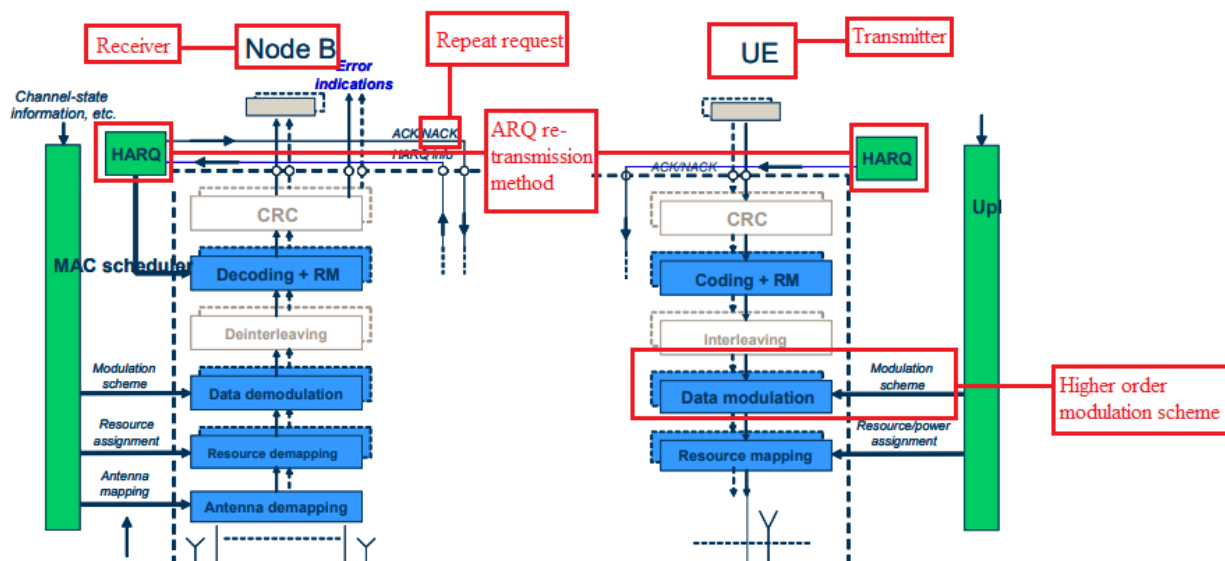 Receiver
Node B
Repeat request
UE
Transmitter
Error
indications
Channel-state
information, etc.
HARQ
ACK/NACK
HARQ info
ARQ re-
transmission
method
ACK/NACK
HARQ
CRC
CRC
Upl
MAC scheduler
Decoding + RM
Coding + RM
Deinterleaving
Interleaving
Modulation
scheme
Data demodulation
Data modulation
Modulation
scheme
Higher order
modulation scheme
Resource
assignment
Resource demapping
Resource mapping
Resource/power
assignment
Antenna
mapping
Antenna demapping